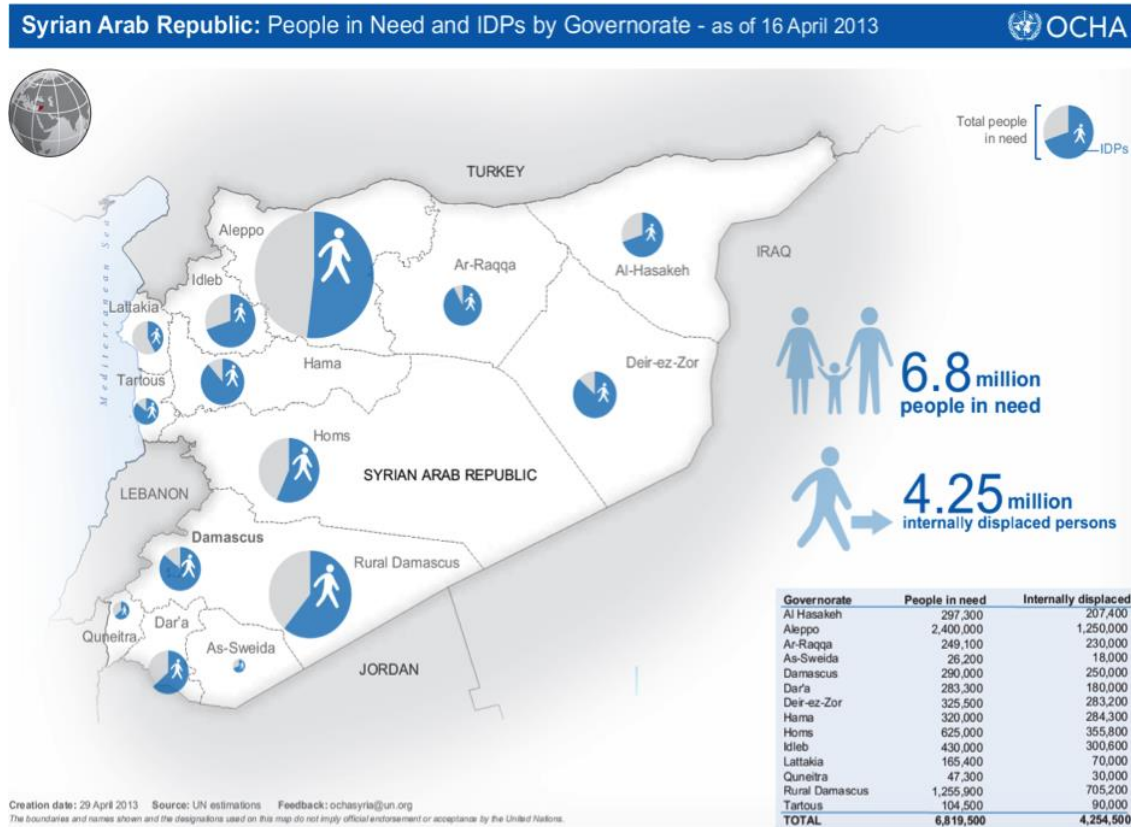 Syrian Arab Republic: People in Need and IDPs by Governorate - as of 16 April 2013
OCHA
Total people
in need
IDPs
TURKEY
Aleppo
Ar-Raqqa
Al-Hasakeh
IRAQ
Idleb
Lattakia
Mediterranean Sea
Hama
Tartous
Deir-ez-Zor
6.8 million
people in need
Homs
SYRIAN ARAB REPUBLIC
LEBANON
4.25 million
internally displaced persons
Damascus
Rural Damascus
Quneitra
Dar'a
As-Sweida
JORDAN
Governorate People in need Internally displaced
Al Hasakeh 297,300 207,400
Aleppo 2,400,000 1,250,000
Ar-Raqqa 249,100 230,000
As-Sweida 26,200 18,000
Damascus 290,000 250,000
Dar'a 283,300 180,000
Deir-ez-Zor 325,500 283,200
Hama 320,000 284,300
Homs 625,000 355,800
Idleb 430,000 300,600
Lattakia 165,400 70,000
Quneitra 47,300 30,000
Rural Damascus 1,255,900 705,200
Tartous 104,500 90,000
TOTAL 6,819,500 4,254,500
Creation date: 29 April 2013 Source: UN estimations Feedback: ochasyria@un.org
The boundaries and names shown and the designations used on this map do not imply official endorsement or acceptance by the United Nations.